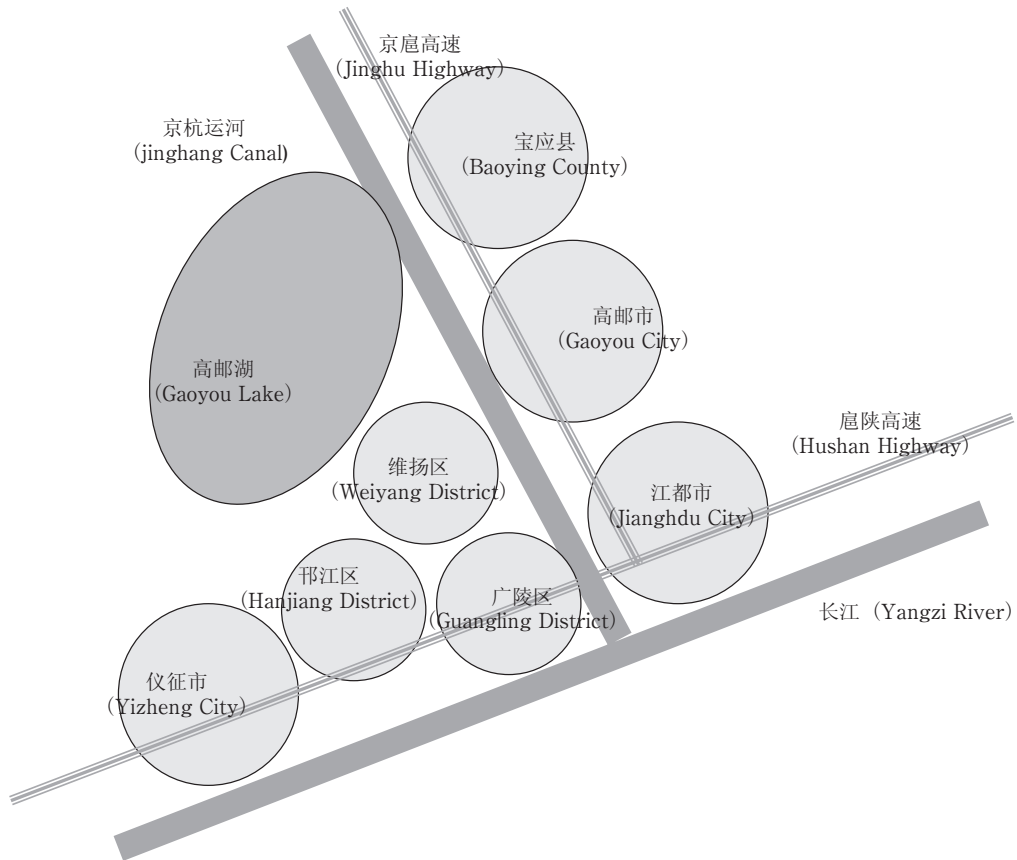 京扈高速
(Jinghu Highway)
京杭运河
(jinghang Canal)
宝应县
(Baoying County)
高邮市
(Gaoyou City)
高邮湖
(Gaoyou Lake)
扈陕高速
(Hushan Highway)
维扬区
(Weiyang District)
江都市
(Jianghdu City)
邗江区
(Hanjiang District)
广陵区
(Guangling District)
长江 (Yangzi River)
仪征市
(Yizheng City)